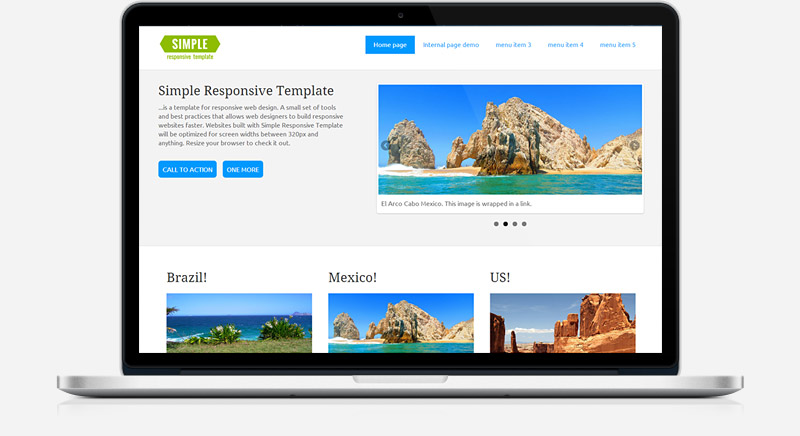 SIMPLE
responsive template
Home page
Internal page demo
menu item 3
menu item 4
menu item 5
Simple Responsive Template
...is a template for responsive web design. A small set of tools
and best practices that allows web designers to build responsive
websites faster. Websites built with Simple Responsive Template
will be optimized for screen widths between 320px and
anything. Resize your browser to check it out.
CALL TO ACTION
ONE MORE
El Arco Cabo Mexico. This image is wrapped in a link.
Brazil!
Mexico!
US!